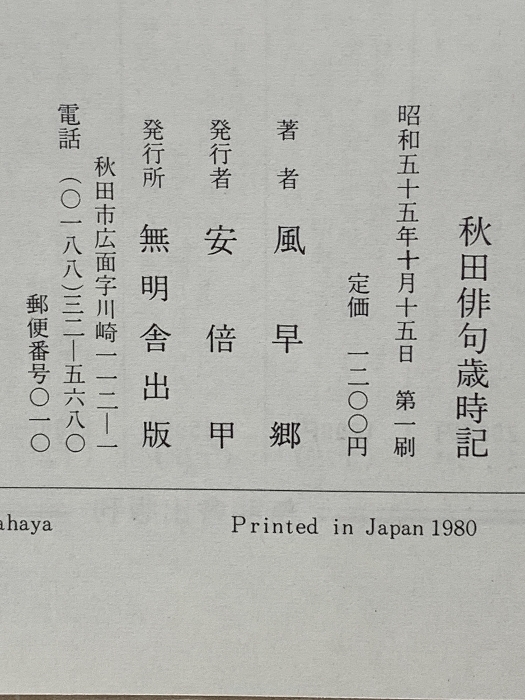 秋田俳句歳時記
昭和五十五年十月十五日　第一刷
定価　一二〇〇円
著者　風早郷
発行者　安倍甲
発行所　無明舎出版
秋田市広面字川崎一一二―一
電話（〇一八八）三二―五六八〇
郵便番号〇一〇
ahaya
Printed in Japan 1980